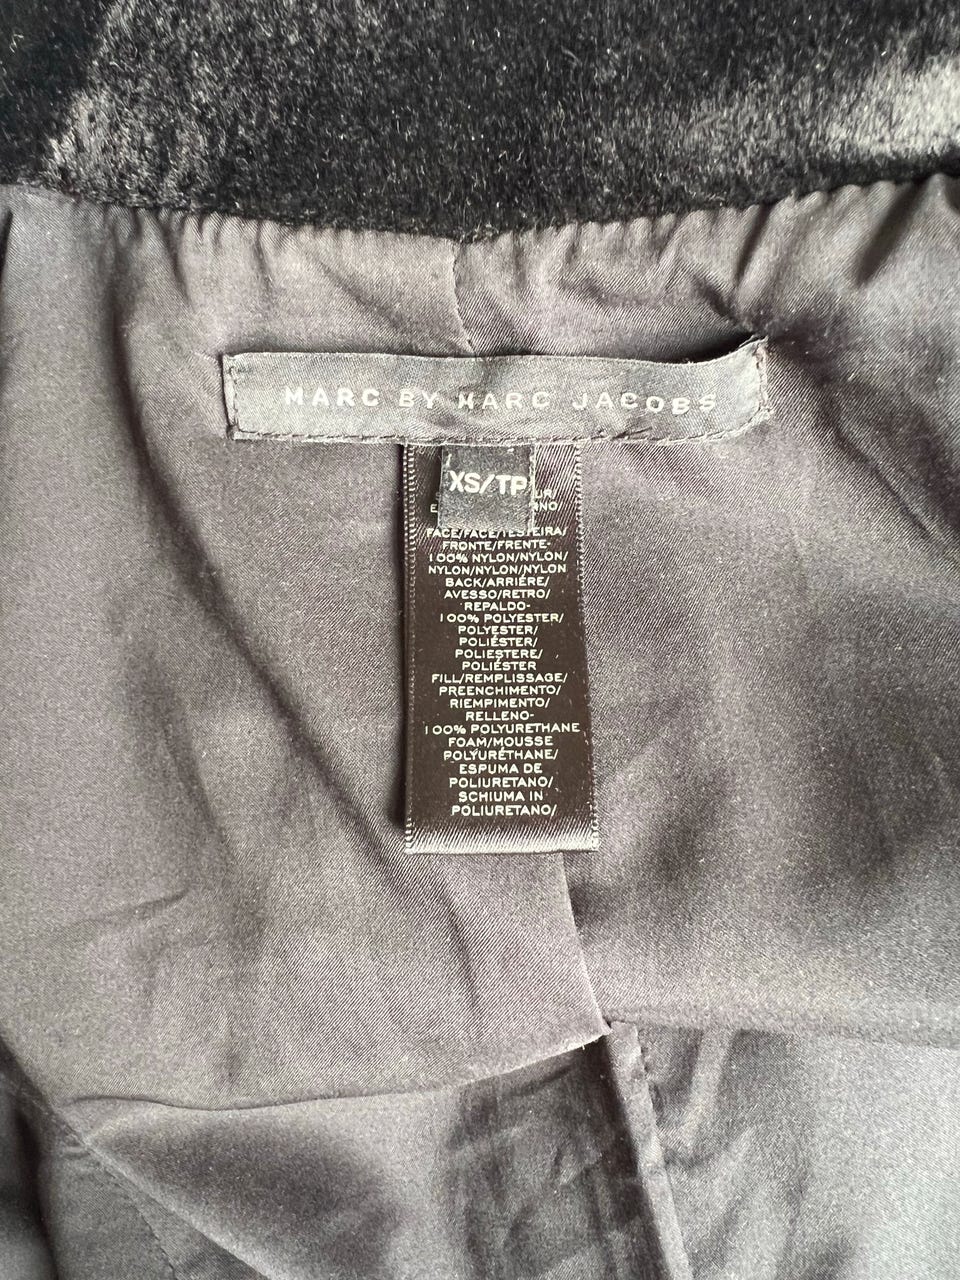 MARC BY MARC JACOBS
XS/TP
FACE/FACE/TESTEIRA/
FRONTE/FRENTE-
100% NYLON/NYLON/
NYLON/NYLON/NYLON
BACK/ARRIÉRE/
AVESSO/RETRO/
REPALDO-
100% POLYESTER/
POLYESTER/
POLIÉSTER/
POLIESTERE/
POLIÉSTER
FILL/REMPLISSAGE/
PREENCHIMENTO/
RIEMPIMENTO/
RELLENO-
100% POLYURETHANE
FOAM/MOUSSE
POLYURÉTHANE/
ESPUMA DE
POLIURETANO/
SCHIUMA IN
POLIURETANO/